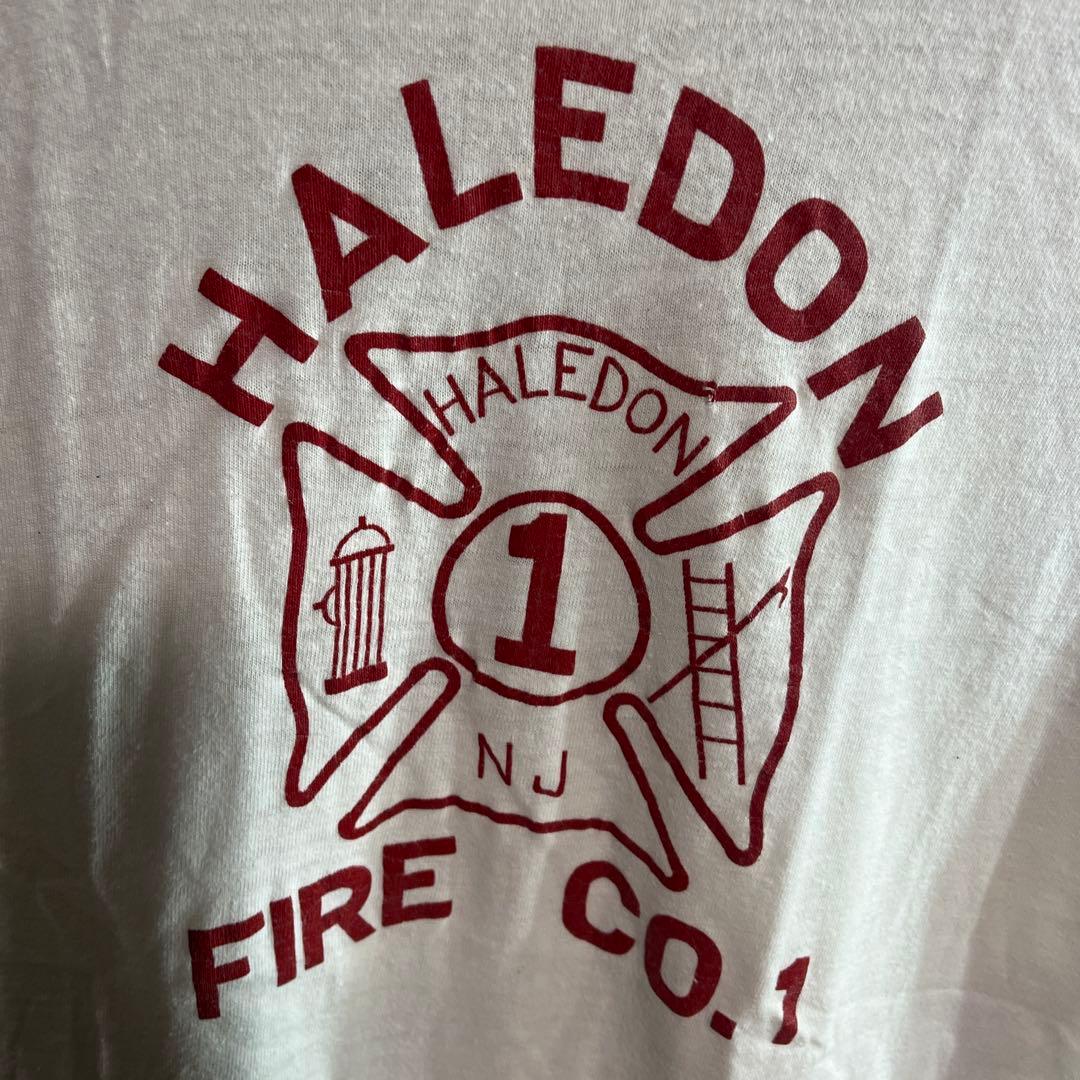 HALEDON
HALEDON
1
NJ
FIRE CO. 1